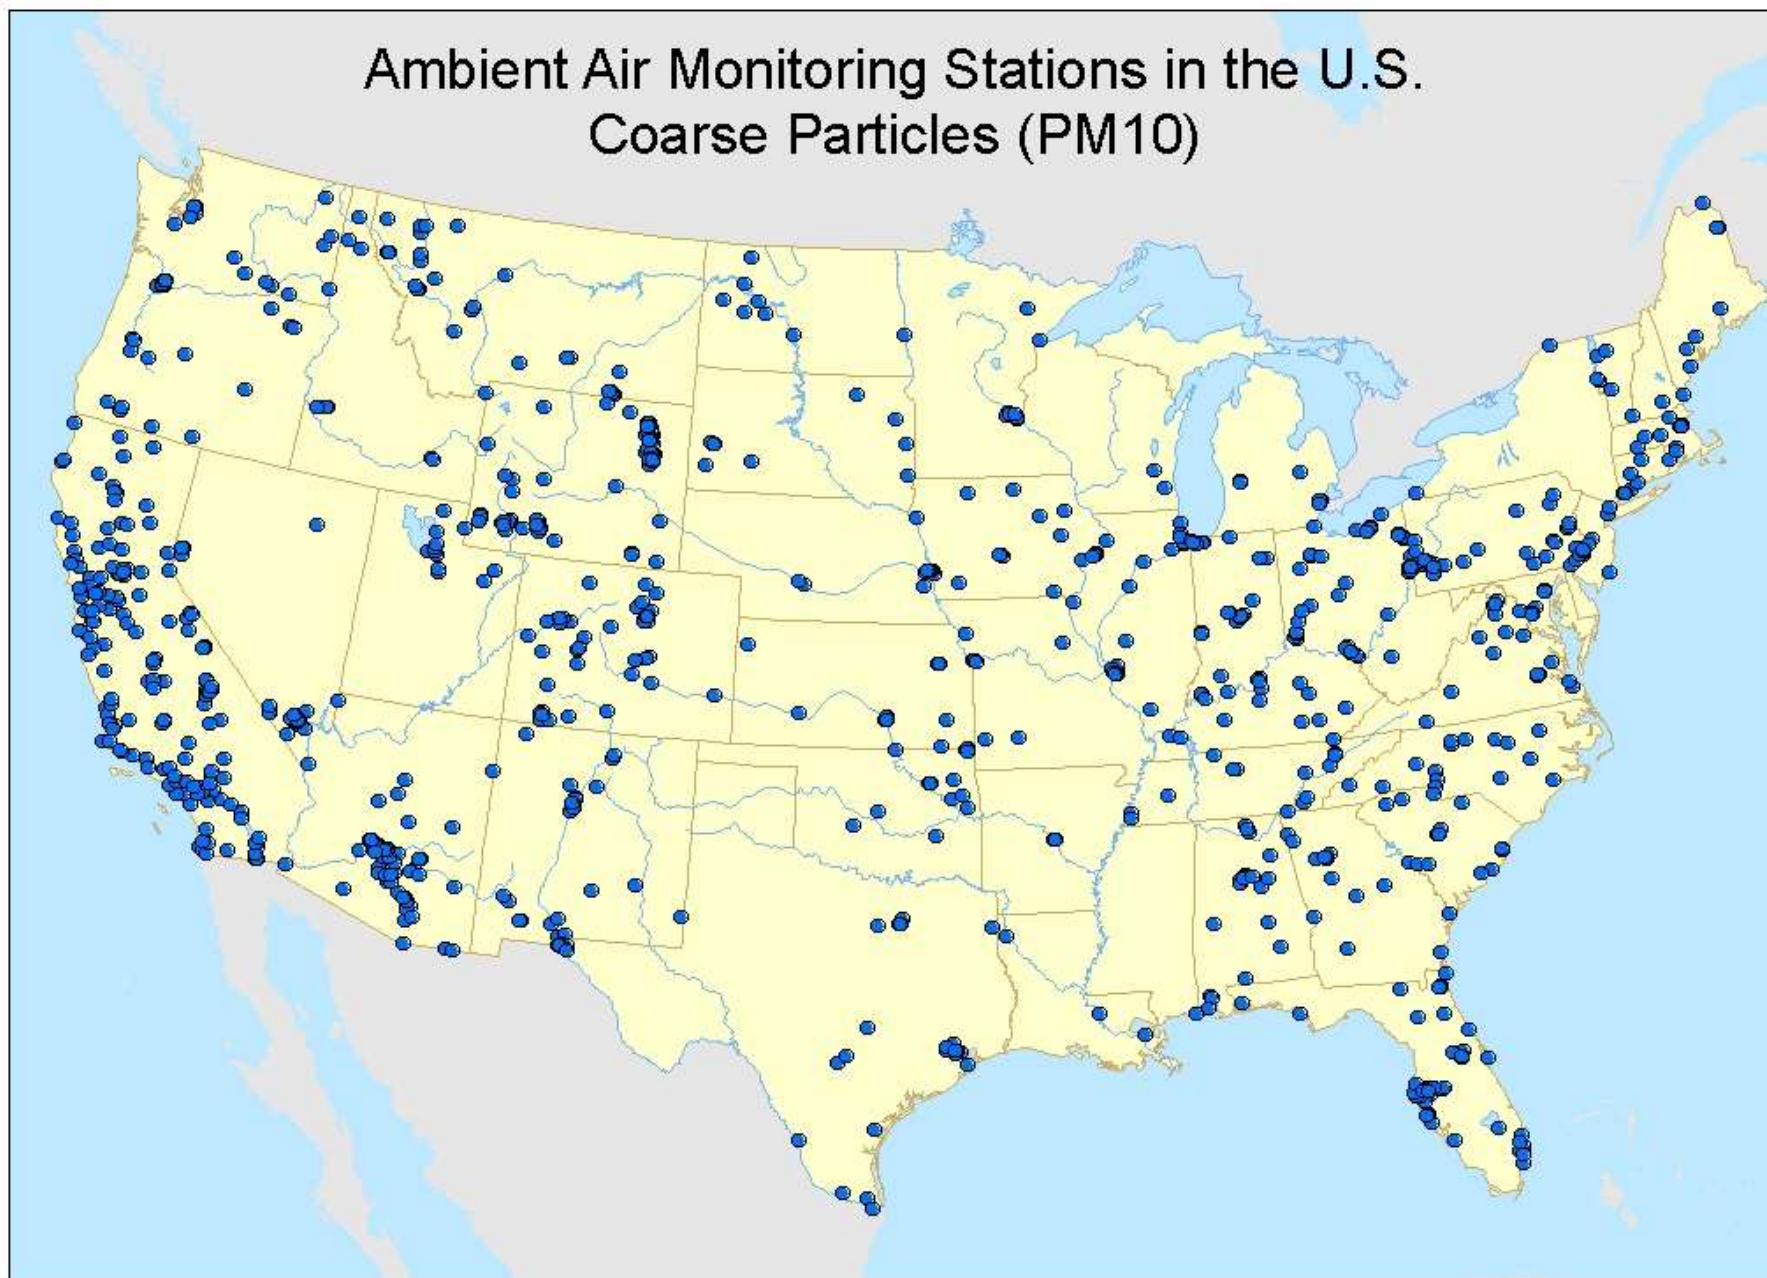 Ambient Air Monitoring Stations in the U.S.
Coarse Particles (PM10)